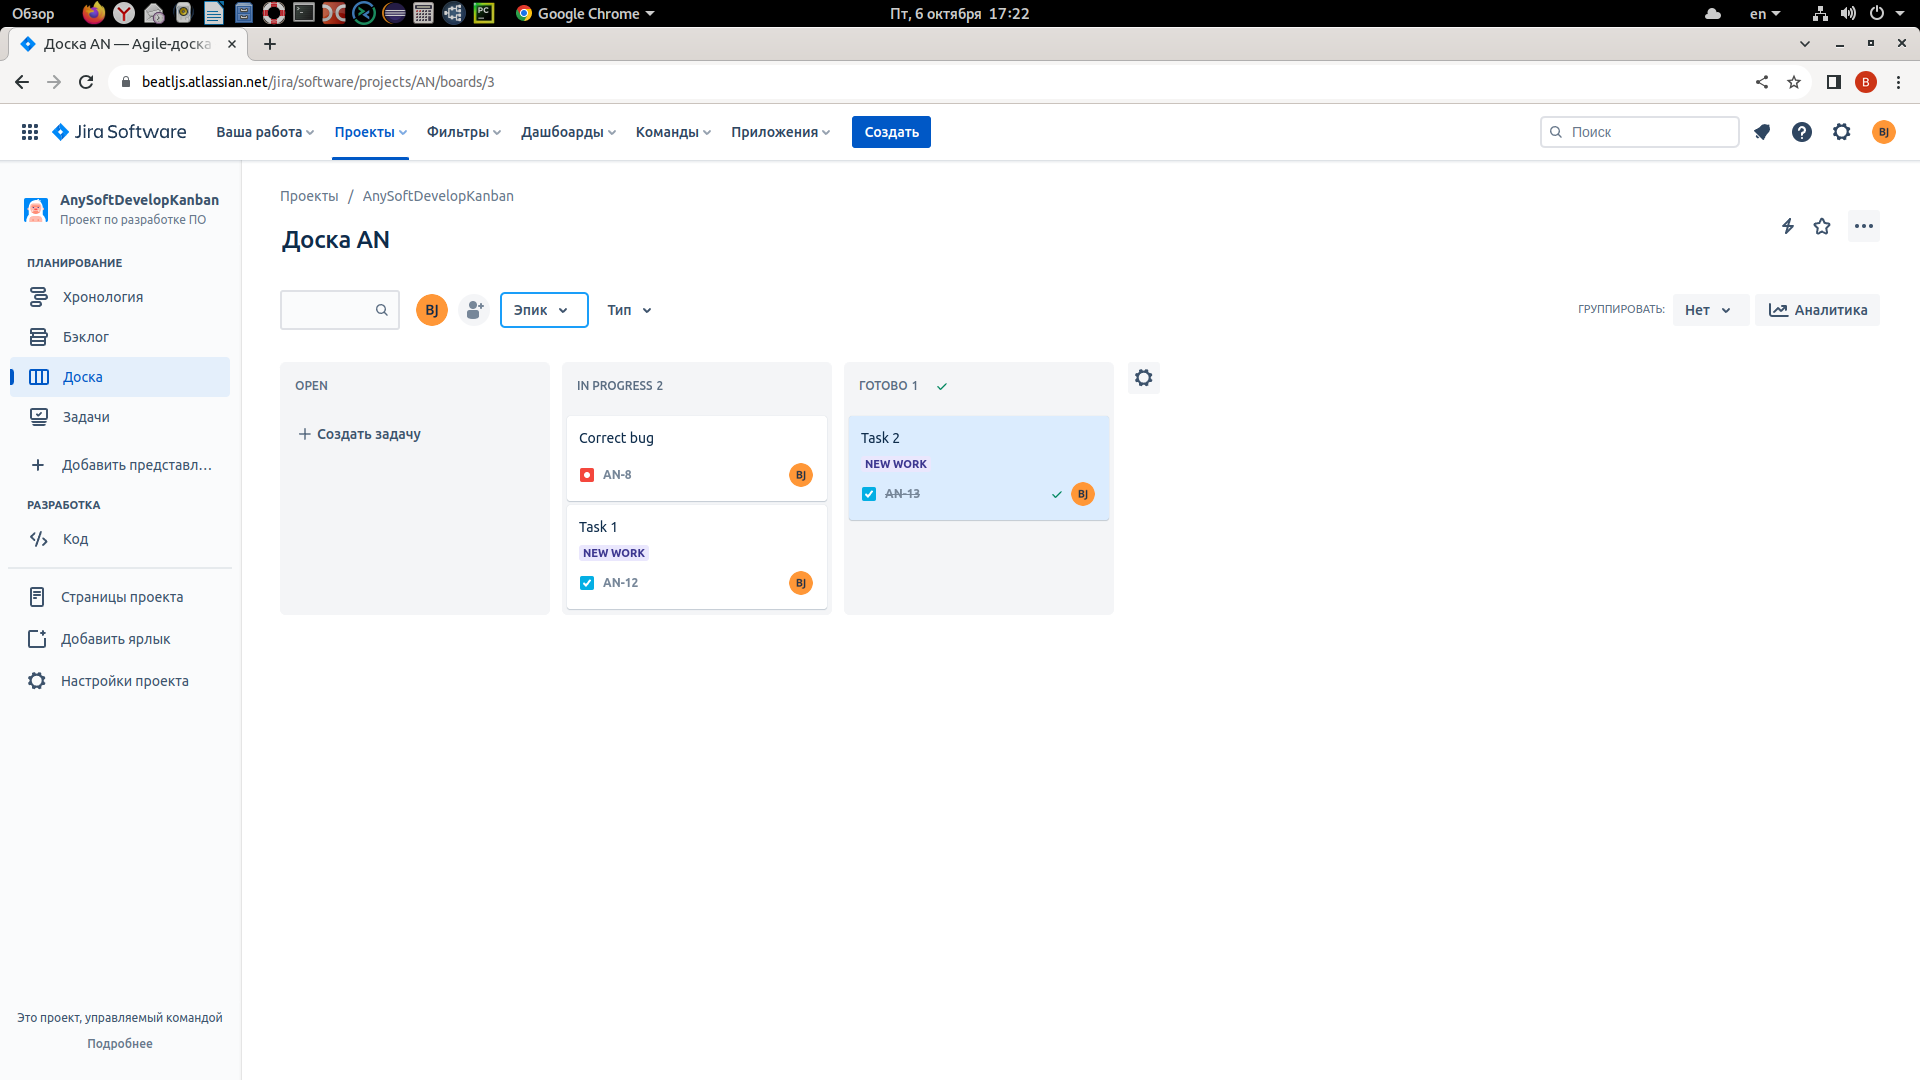 Обзор
Google Chrome
Пт, 6 октября 17:22
en
Доска AN — Agile-доска
beatljs.atlassian.net/jira/software/projects/AN/boards/3
B
Jira Software
Ваша работа
Проекты
Фильтры
Дашбоарды
Команды
Приложения
Создать
Поиск
BJ
AnySoftDevelopKanban
Проект по разработке ПО
ПЛАНИРОВАНИЕ
Хронология
Бэклог
Доска
Задачи
Добавить представл...
РАЗРАБОТКА
Код
Страницы проекта
Добавить ярлык
Настройки проекта
Это проект, управляемый командой
Подробнее
Проекты / AnySoftDevelopKanban
Доска AN
BJ
Эпик
Тип
ГРУППИРОВАТЬ:
Нет
Аналитика
OPEN
Создать задачу
IN PROGRESS 2
Correct bug
AN-8
BJ
Task 1
NEW WORK
AN-12
BJ
ГОТОВО 1
Task 2
NEW WORK
AN-13
BJ